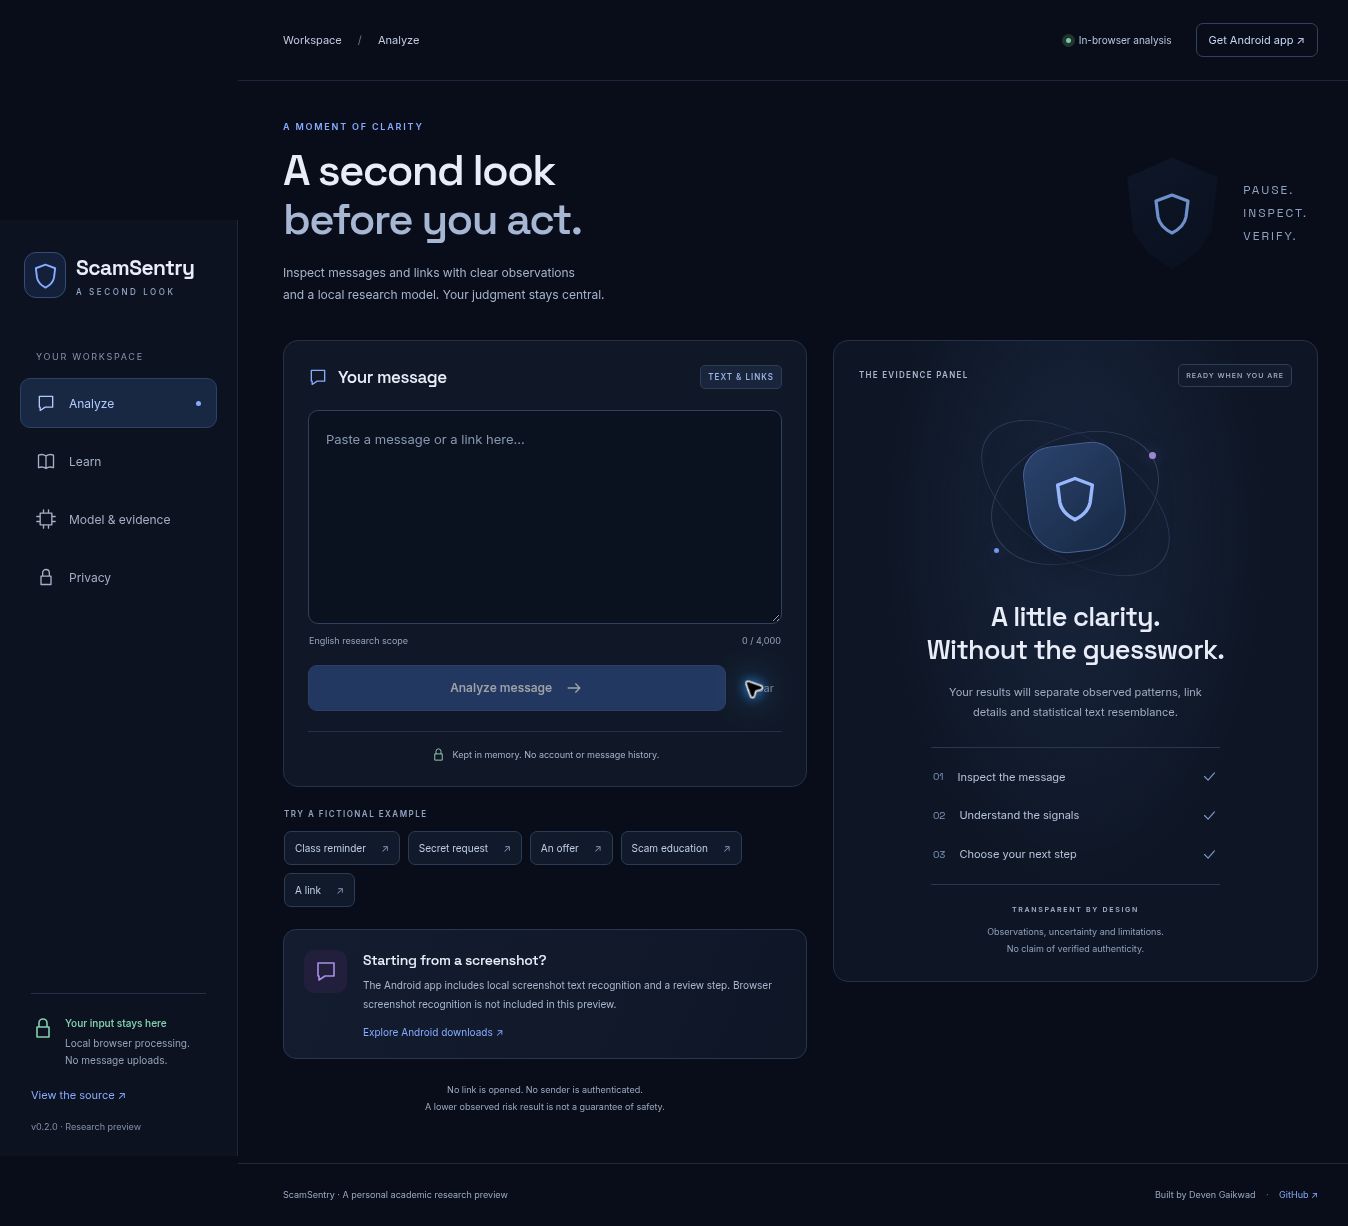 Workspace / Analyze
In-browser analysis
Get Android app ↗
ScamSentry
A SECOND LOOK
YOUR WORKSPACE
Analyze
Learn
Model & evidence
Privacy
Your input stays here
Local browser processing.
No message uploads.
View the source ↗
v0.2.0 · Research preview
A MOMENT OF CLARITY
A second look
before you act.
Inspect messages and links with clear observations
and a local research model. Your judgment stays central.
PAUSE.
INSPECT.
VERIFY.
Your message
TEXT & LINKS
Paste a message or a link here...
English research scope
0 / 4,000
Analyze message →
Kept in memory. No account or message history.
TRY A FICTIONAL EXAMPLE
Class reminder ↗
Secret request ↗
An offer ↗
Scam education ↗
A link ↗
Starting from a screenshot?
The Android app includes local screenshot text recognition and a review step. Browser
screenshot recognition is not included in this preview.
Explore Android downloads ↗
No link is opened. No sender is authenticated.
A lower observed risk result is not a guarantee of safety.
THE EVIDENCE PANEL
READY WHEN YOU ARE
A little clarity.
Without the guesswork.
Your results will separate observed patterns, link
details and statistical text resemblance.
01 Inspect the message
02 Understand the signals
03 Choose your next step
TRANSPARENT BY DESIGN
Observations, uncertainty and limitations.
No claim of verified authenticity.
ScamSentry · A personal academic research preview
Built by Deven Gaikwad · GitHub ↗